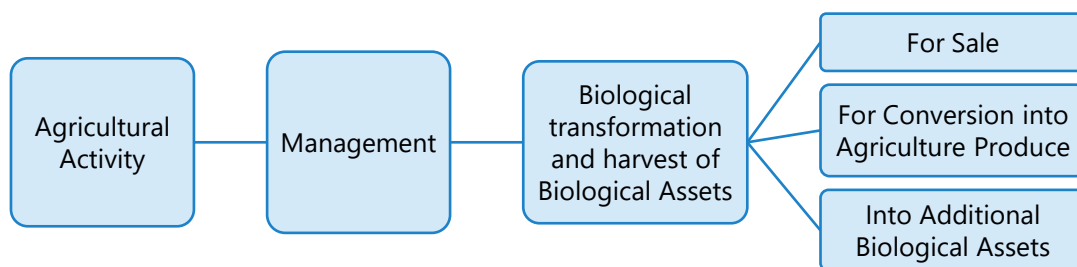 Agricultural
Activity
Management
Biological
transformation
and harvest of
Biological Assets
For Sale
For Conversion into
Agriculture Produce
Into Additional
Biological Assets